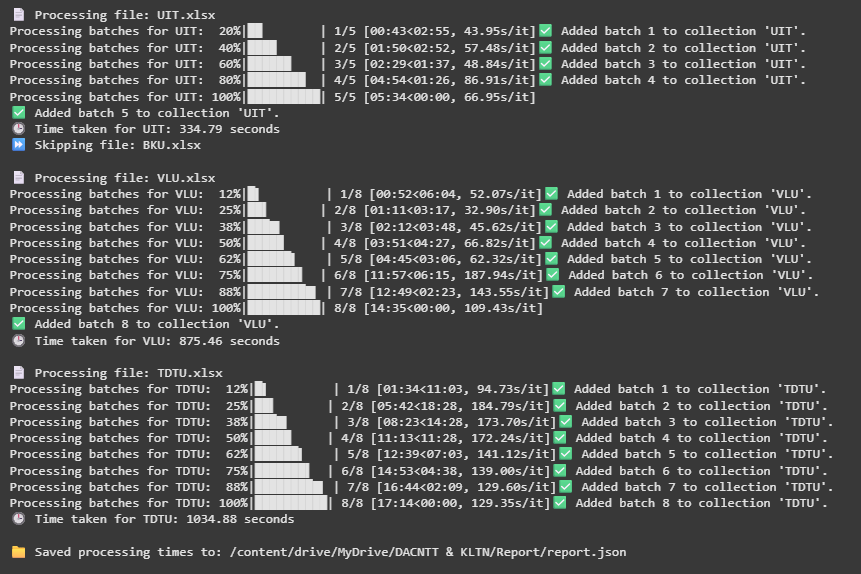 📄 Processing file: UIT.xlsx
Processing batches for UIT:  20%|██        | 1/5 [00:43<02:55, 43.95s/it]✅ Added batch 1 to collection 'UIT'.
Processing batches for UIT:  40%|████      | 2/5 [01:50<02:52, 57.48s/it]✅ Added batch 2 to collection 'UIT'.
Processing batches for UIT:  60%|██████    | 3/5 [02:29<01:37, 48.84s/it]✅ Added batch 3 to collection 'UIT'.
Processing batches for UIT:  80%|████████  | 4/5 [04:54<01:26, 86.91s/it]✅ Added batch 4 to collection 'UIT'.
Processing batches for UIT: 100%|██████████| 5/5 [05:34<00:00, 66.95s/it]
✅ Added batch 5 to collection 'UIT'.
🕒 Time taken for UIT: 334.79 seconds
⏩ Skipping file: BKU.xlsx
📄 Processing file: VLU.xlsx
Processing batches for VLU:  12%|█▎        | 1/8 [00:52<06:04, 52.07s/it]✅ Added batch 1 to collection 'VLU'.
Processing batches for VLU:  25%|██▌       | 2/8 [01:11<03:17, 32.90s/it]✅ Added batch 2 to collection 'VLU'.
Processing batches for VLU:  38%|███▊      | 3/8 [02:12<03:48, 45.62s/it]✅ Added batch 3 to collection 'VLU'.
Processing batches for VLU:  50%|█████     | 4/8 [03:51<04:27, 66.82s/it]✅ Added batch 4 to collection 'VLU'.
Processing batches for VLU:  62%|██████▎   | 5/8 [04:45<03:06, 62.32s/it]✅ Added batch 5 to collection 'VLU'.
Processing batches for VLU:  75%|███████▌  | 6/8 [11:57<06:15, 187.94s/it]✅ Added batch 6 to collection 'VLU'.
Processing batches for VLU:  88%|████████▊ | 7/8 [12:49<02:23, 143.55s/it]✅ Added batch 7 to collection 'VLU'.
Processing batches for VLU: 100%|██████████| 8/8 [14:35<00:00, 109.43s/it]
✅ Added batch 8 to collection 'VLU'.
🕒 Time taken for VLU: 875.46 seconds
📄 Processing file: TDTU.xlsx
Processing batches for TDTU:  12%|█▎        | 1/8 [01:34<11:03, 94.73s/it]✅ Added batch 1 to collection 'TDTU'.
Processing batches for TDTU:  25%|██▌       | 2/8 [05:42<18:28, 184.79s/it]✅ Added batch 2 to collection 'TDTU'.
Processing batches for TDTU:  38%|███▊      | 3/8 [08:23<14:28, 173.70s/it]✅ Added batch 3 to collection 'TDTU'.
Processing batches for TDTU:  50%|█████     | 4/8 [11:13<11:28, 172.24s/it]✅ Added batch 4 to collection 'TDTU'.
Processing batches for TDTU:  62%|██████▎   | 5/8 [12:39<07:03, 141.12s/it]✅ Added batch 5 to collection 'TDTU'.
Processing batches for TDTU:  75%|███████▌  | 6/8 [14:53<04:38, 139.00s/it]✅ Added batch 6 to collection 'TDTU'.
Processing batches for TDTU:  88%|████████▊ | 7/8 [16:44<02:09, 129.60s/it]✅ Added batch 7 to collection 'TDTU'.
Processing batches for TDTU: 100%|██████████| 8/8 [17:14<00:00, 129.35s/it]✅ Added batch 8 to collection 'TDTU'.
🕒 Time taken for TDTU: 1034.88 seconds
📁 Saved processing times to: /content/drive/MyDrive/DACNTT & KLTN/Report/report.json